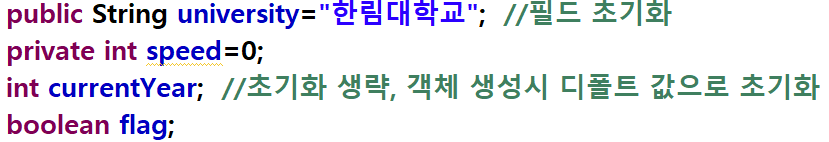 public String university="한림대학교"; //필드 초기화
private int speed=0;
int currentYear; //초기화 생략, 객체 생성시 디폴트 값으로 초기화
boolean flag;